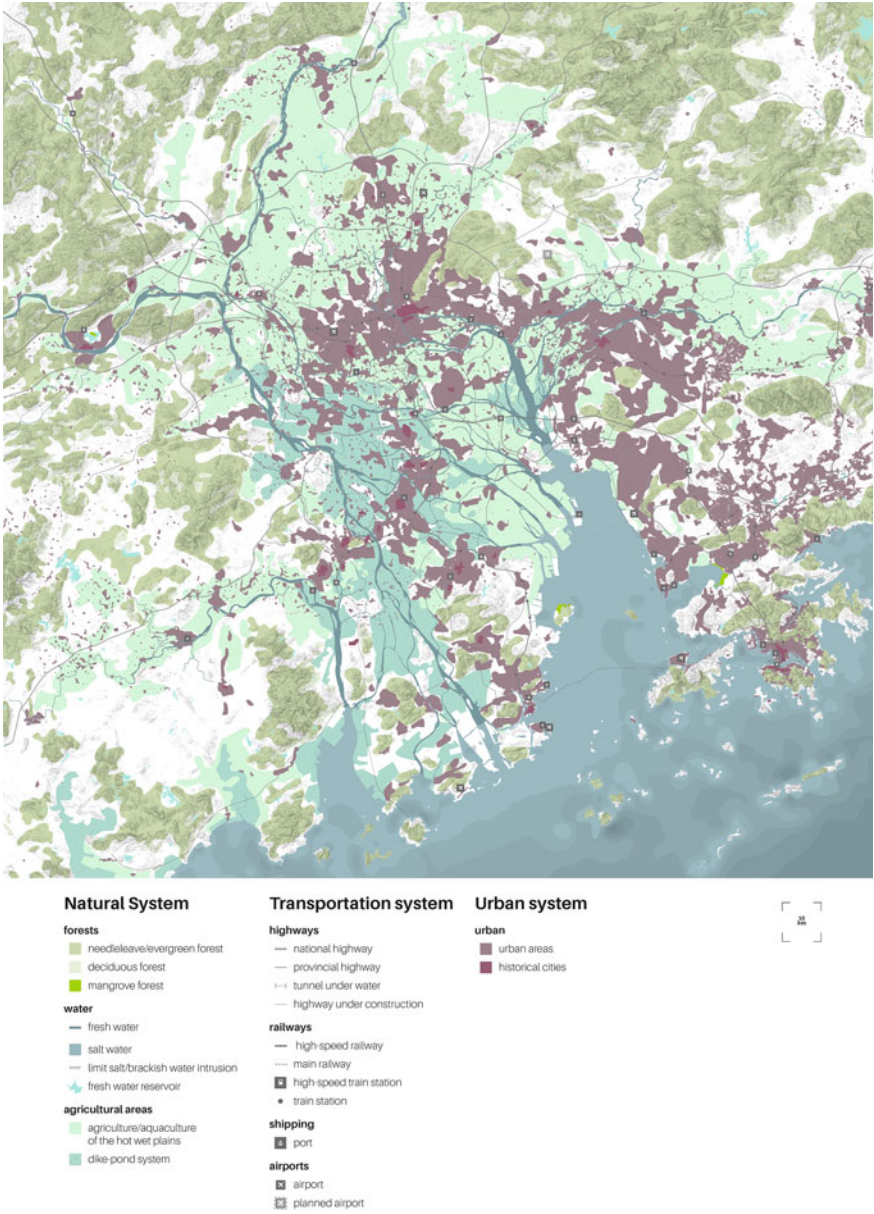 Natural System
forests
needleleave/evergreen forest
deciduous forest
mangrove forest
water
fresh water
salt water
limit salt/brackish water intrusion
fresh water reservoir
agricultural areas
agriculture/aquaculture
of the hot wet plains
dike-pond system
Transportation system
highways
national highway
provincial highway
tunnel under water
highway under construction
railways
high-speed railway
main railway
high-speed train station
train station
shipping
port
airports
airport
planned airport
Urban system
urban
urban areas
historical cities
10
km